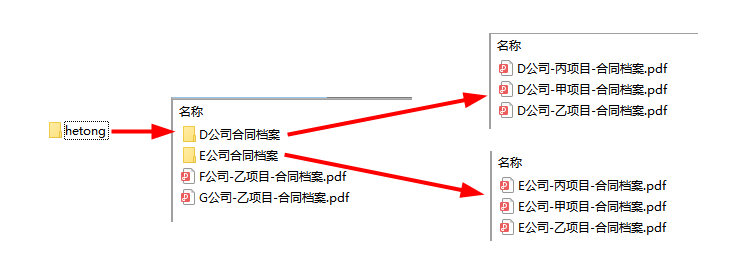 hetong
名称
D公司合同档案
E公司合同档案
F公司-乙项目-合同档案.pdf
G公司-乙项目-合同档案.pdf
名称
D公司-丙项目-合同档案.pdf
D公司-甲项目-合同档案.pdf
D公司-乙项目-合同档案.pdf
名称
E公司-丙项目-合同档案.pdf
E公司-甲项目-合同档案.pdf
E公司-乙项目-合同档案.pdf